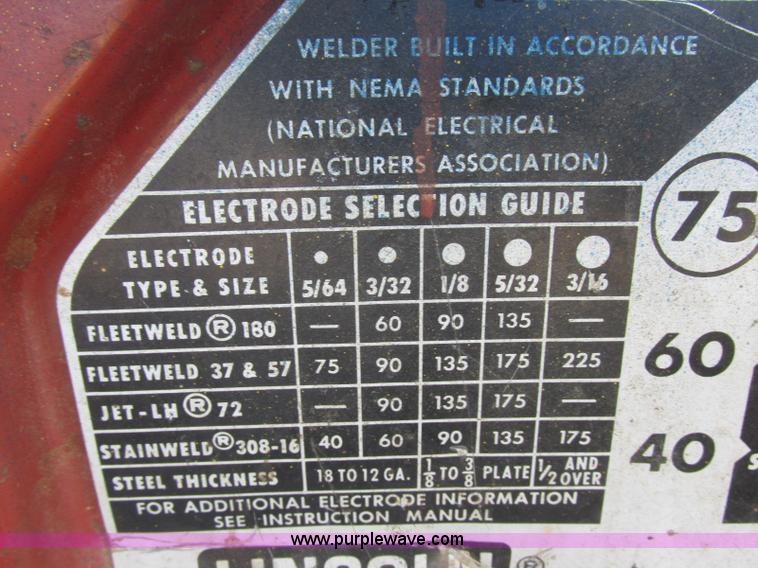 WELDER BUILT IN ACCORDANCE
WITH NEMA STANDARDS
(NATIONAL ELECTRICAL
MANUFACTURERS ASSOCIATION)
ELECTRODE SELECTION GUIDE
ELECTRODE
TYPE & SIZE 5/64 3/32 1/8 5/32 3/16
FLEETWELD ® 180 — 60 90 135 —
FLEETWELD 37 & 57 75 90 135 175 225
JET-LH ® 72 — 90 135 175 —
STAINWELD ® 308-16 40 60 90 135 175
STEEL THICKNESS 18 TO 12 GA. 1/8 TO 3/8 PLATE 1/2 AND OVER
FOR ADDITIONAL ELECTRODE INFORMATION
SEE INSTRUCTION MANUAL
75
60
40
www.purplewave.com
LINCOLN ®